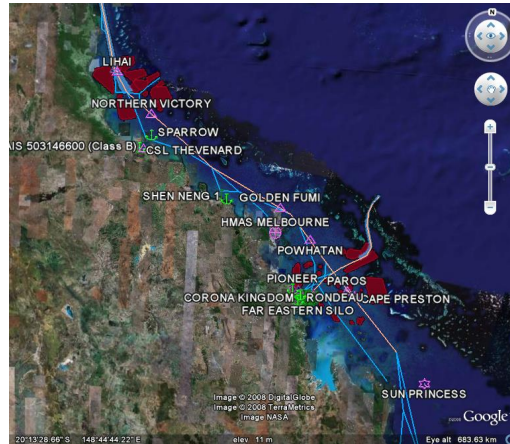 N
LIHAI
NORTHERN VICTORY
SPARROW
AIS 503146600 (Class B)
CSL THEVENARD
SHEN NENG 1
GOLDEN FUMI
HMAS MELBOURNE
POWHATAN
PIONEER
PAROS
CORONA KINGDOM
RONDEAU
CAPE PRESTON
FAR EASTERN SILO
SUN PRINCESS
Image © 2008 DigitalGlobe
Image © 2008 TerraMetrics
Image NASA
©2008 Google
20°13'28.66" S 148°44'44.22" E elev 11 m Eye alt 683.63 km